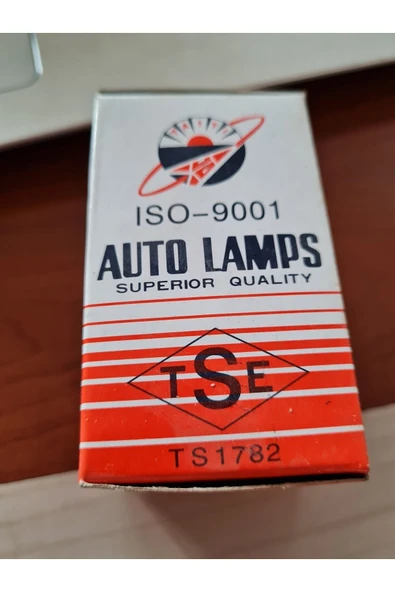 ISO-9001
AUTO LAMPS
SUPERIOR QUALITY
TSE
TS1782